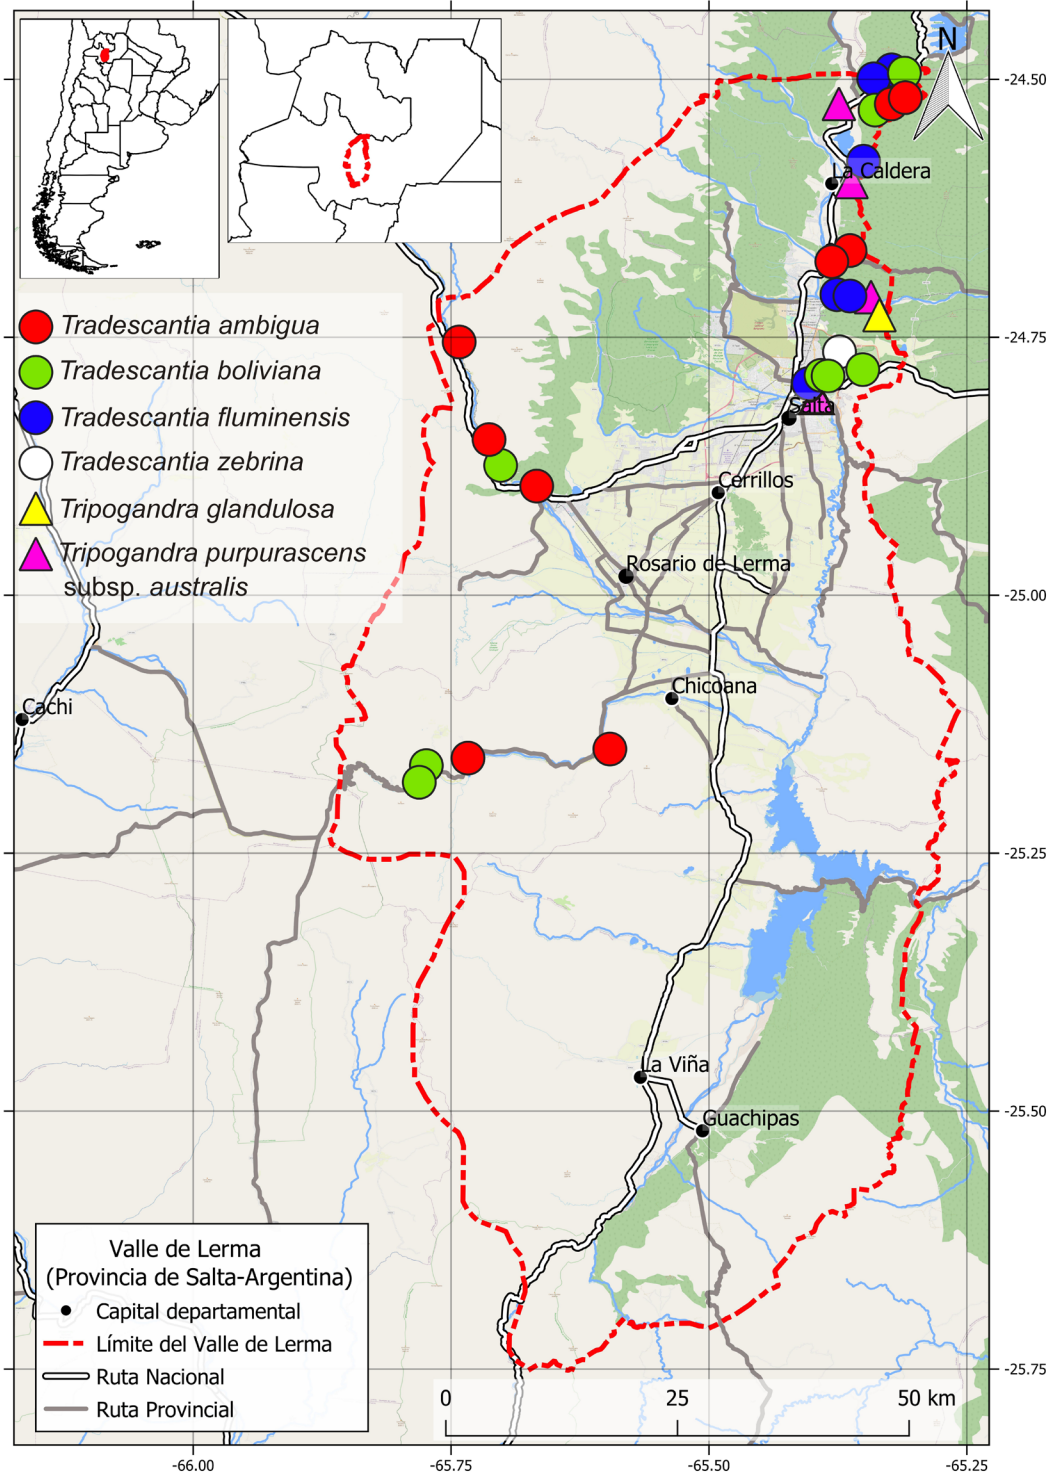 N
-24.50
La Caldera
Tradescantia ambigua
-24.75
Tradescantia boliviana
Tradescantia fluminensis
Salta
Tradescantia zebrina
Cerrillos
Tripogandra glandulosa
Tripogandra purpurascens
subsp. australis
Rosario de Lerma
-25.00
Chicoana
Cachi
-25.25
La Viña
Guachipas
-25.50
Valle de Lerma
(Provincia de Salta-Argentina)
Capital departamental
Límite del Valle de Lerma
Ruta Nacional
Ruta Provincial
-25.75
0 25 50 km
-66.00 -65.75 -65.50 -65.25